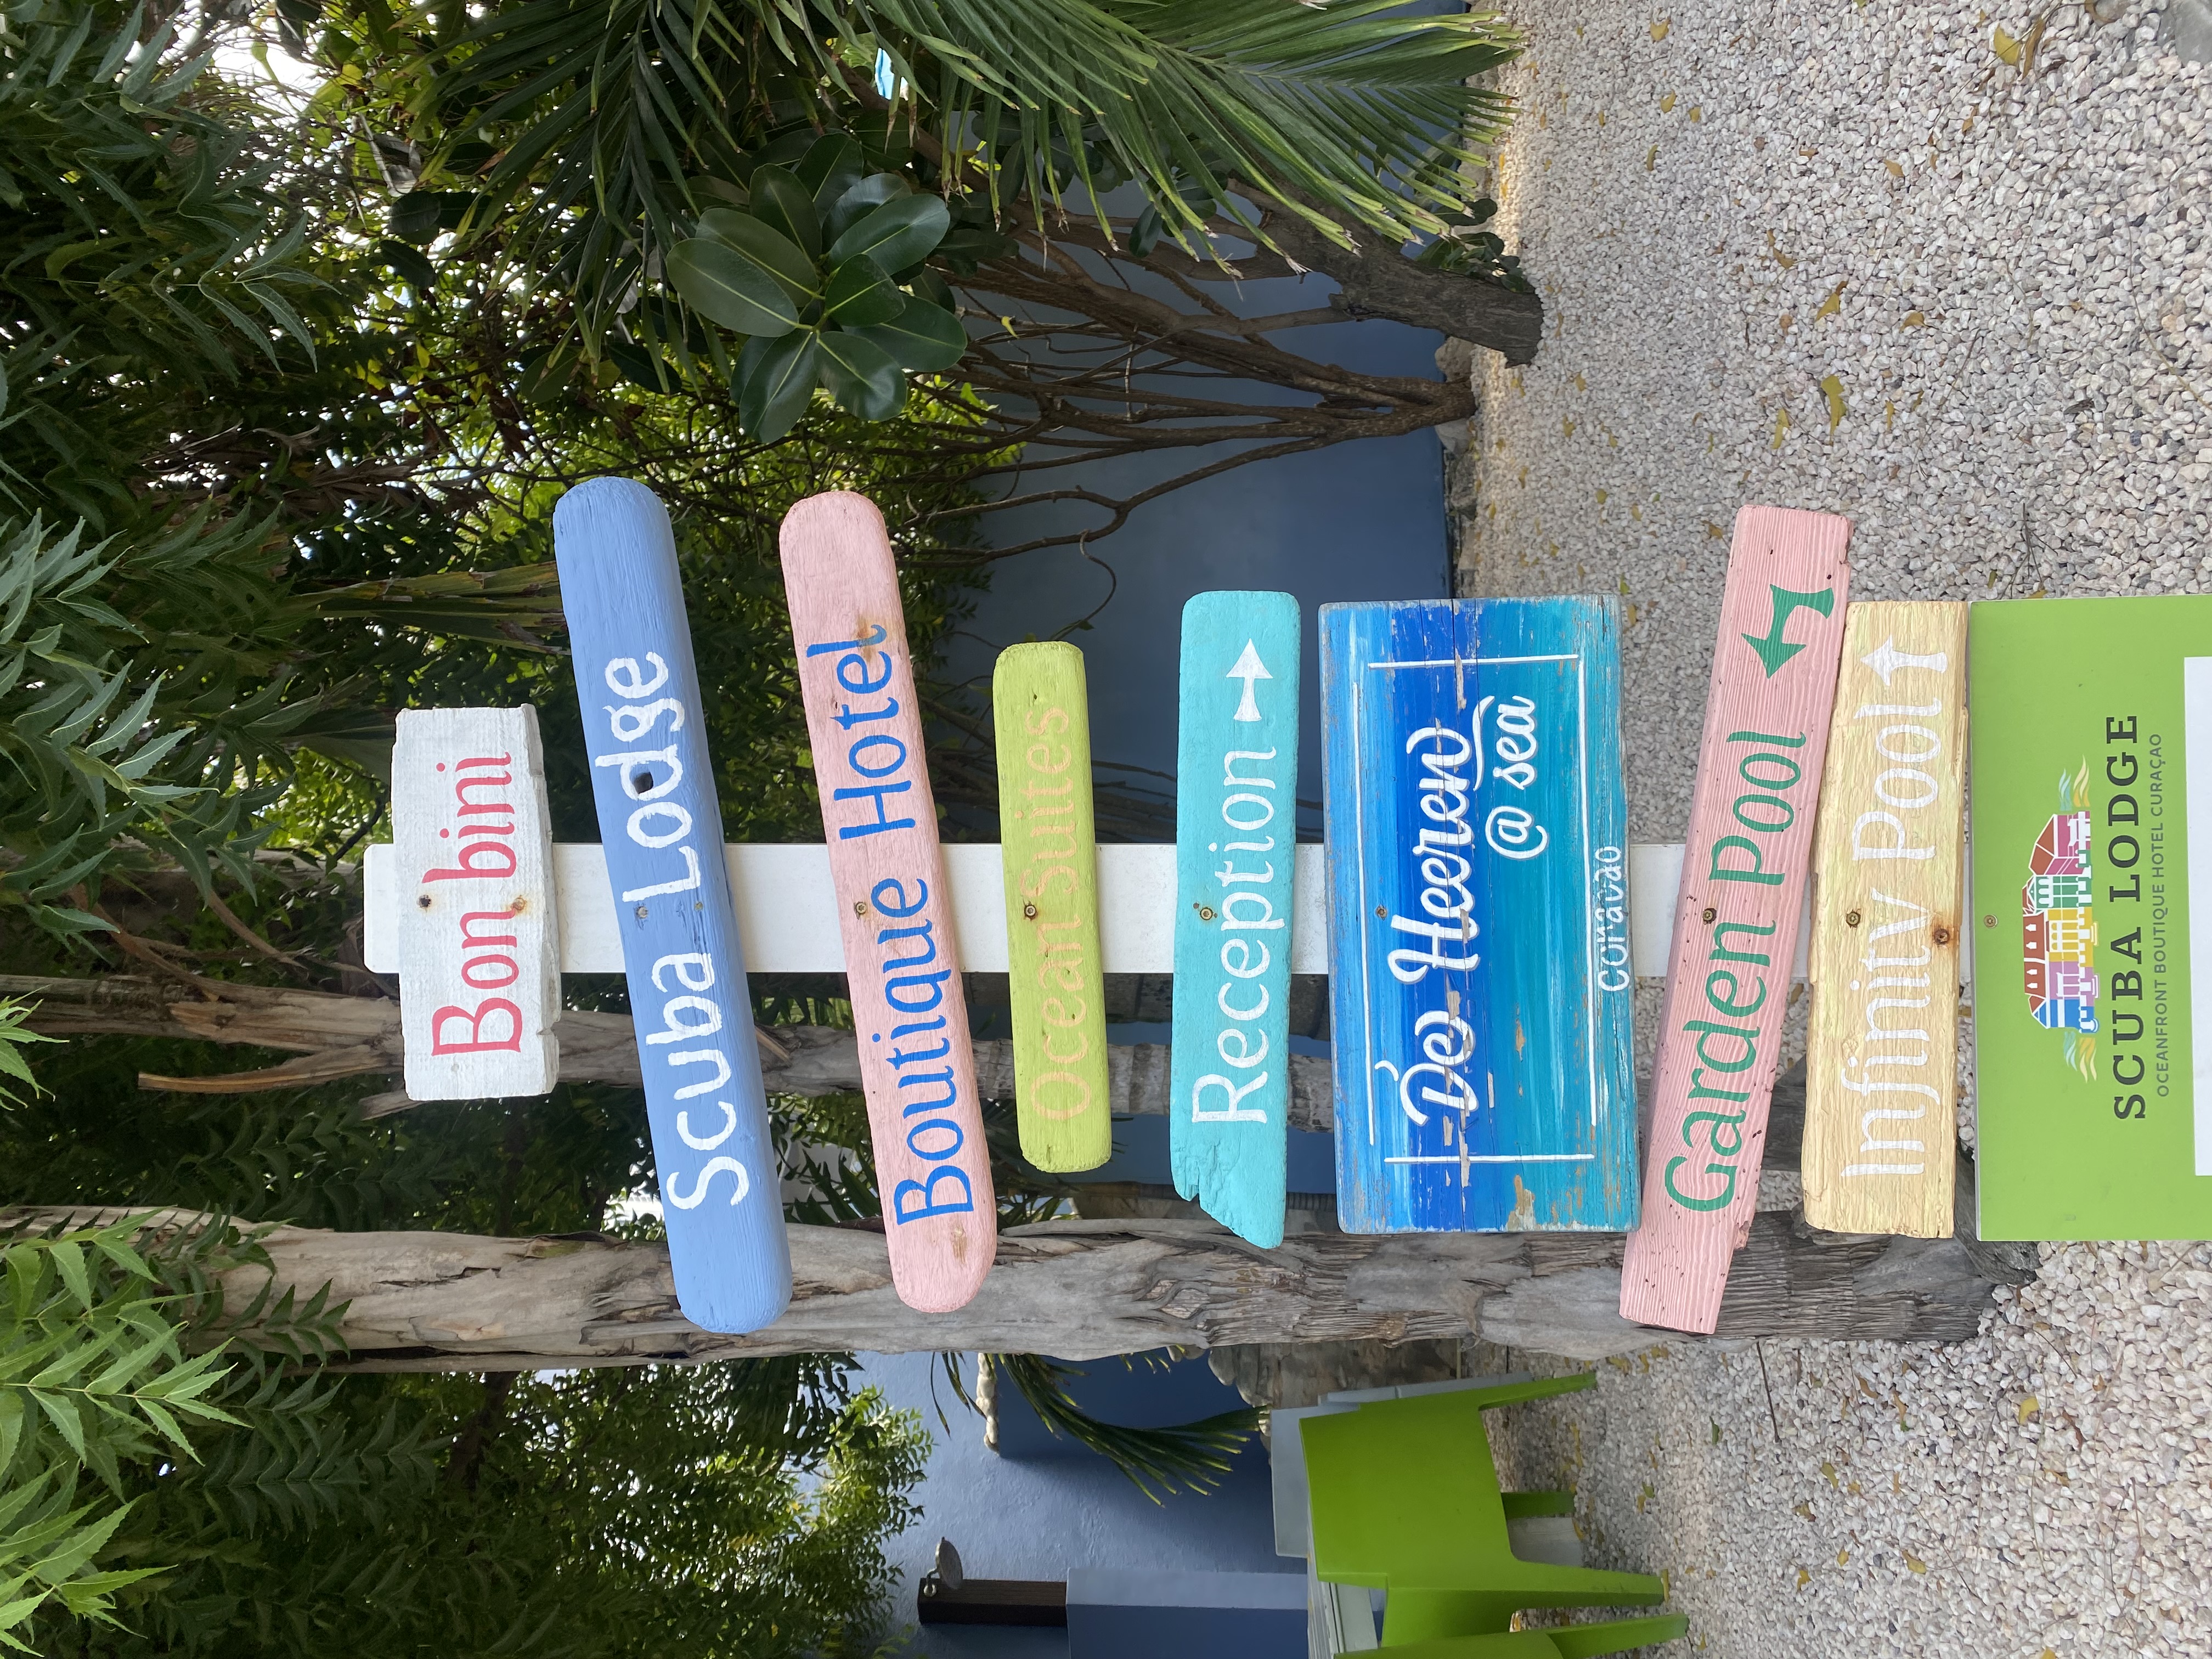 Bon bini
Scuba Lodge
Boutique Hotel
Ocean Suites
Reception
De Heeren
@ sea
curacao
Garden Pool
Infinity Pool
SCUBA LODGE
OCEANFRONT BOUTIQUE HOTEL CURAÇAO